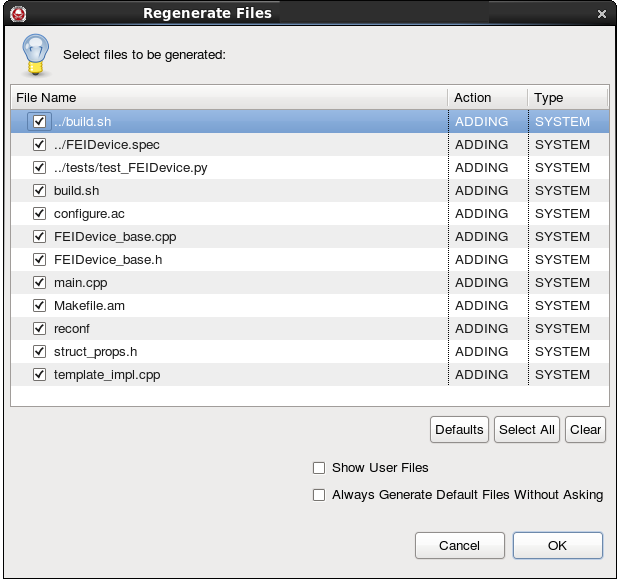 Regenerate Files
Select files to be generated:
File Name Action Type
../build.sh ADDING SYSTEM
../FEIDevice.spec ADDING SYSTEM
../tests/test_FEIDevice.py ADDING SYSTEM
build.sh ADDING SYSTEM
configure.ac ADDING SYSTEM
FEIDevice_base.cpp ADDING SYSTEM
FEIDevice_base.h ADDING SYSTEM
main.cpp ADDING SYSTEM
Makefile.am ADDING SYSTEM
reconf ADDING SYSTEM
struct_props.h ADDING SYSTEM
template_impl.cpp ADDING SYSTEM
Defaults Select All Clear
Show User Files
Always Generate Default Files Without Asking
Cancel OK